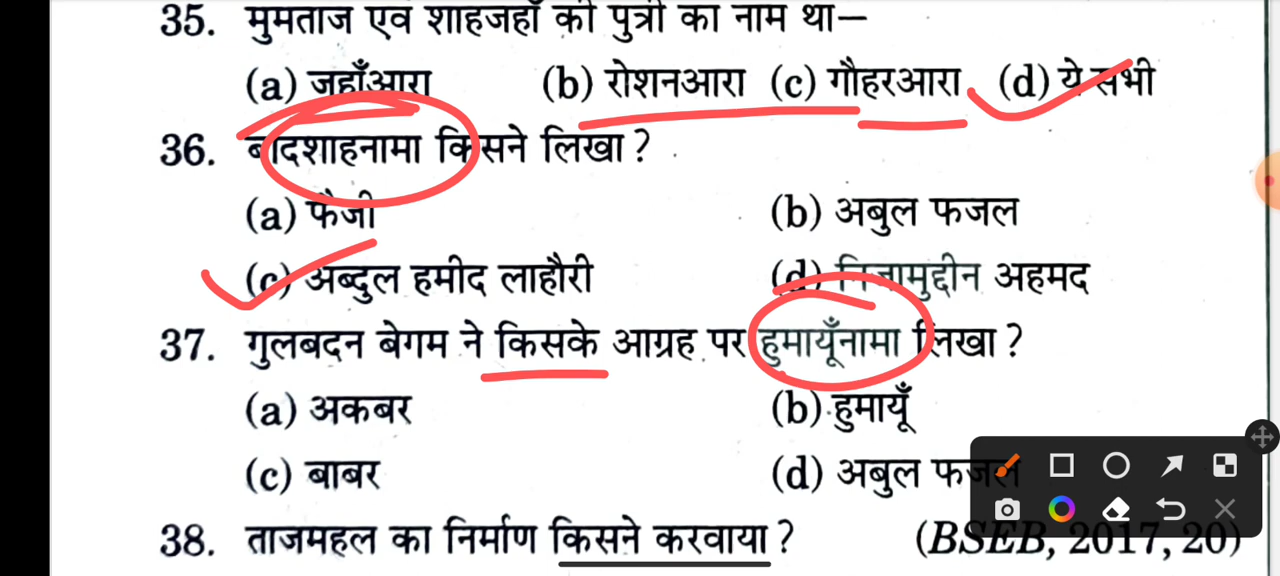 35. मुमताज एवं शाहजहाँ की पुत्री का नाम था—
(a) जहाँआरा (b) रोशनआरा (c) गौहरआरा (d) ये सभी
36. बादशाहनामा किसने लिखा ?
(a) फैजी (b) अबुल फजल
(c) अब्दुल हमीद लाहौरी (d) निजामुद्दीन अहमद
37. गुलबदन बेगम ने किसके आग्रह पर हुमायूँनामा लिखा ?
(a) अकबर (b) हुमायूँ
(c) बाबर (d) अबुल फजल
38. ताजमहल का निर्माण किसने करवाया ? (BSEB, 2017, 20)